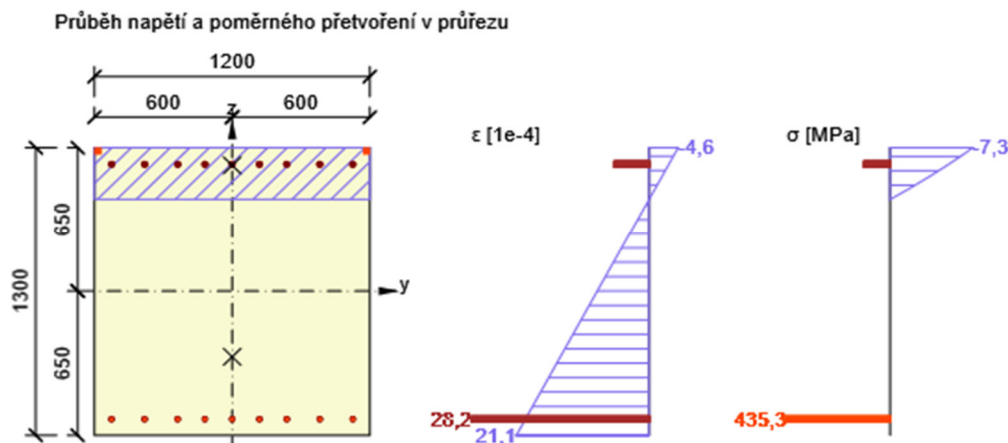 Průběh napětí a poměrného přetvoření v průřezu
1200
600
600
z
ε [1e-4]
σ [MPa]
-4,6
-7,3
650
1300
y
650
28,2
21,1
435,3